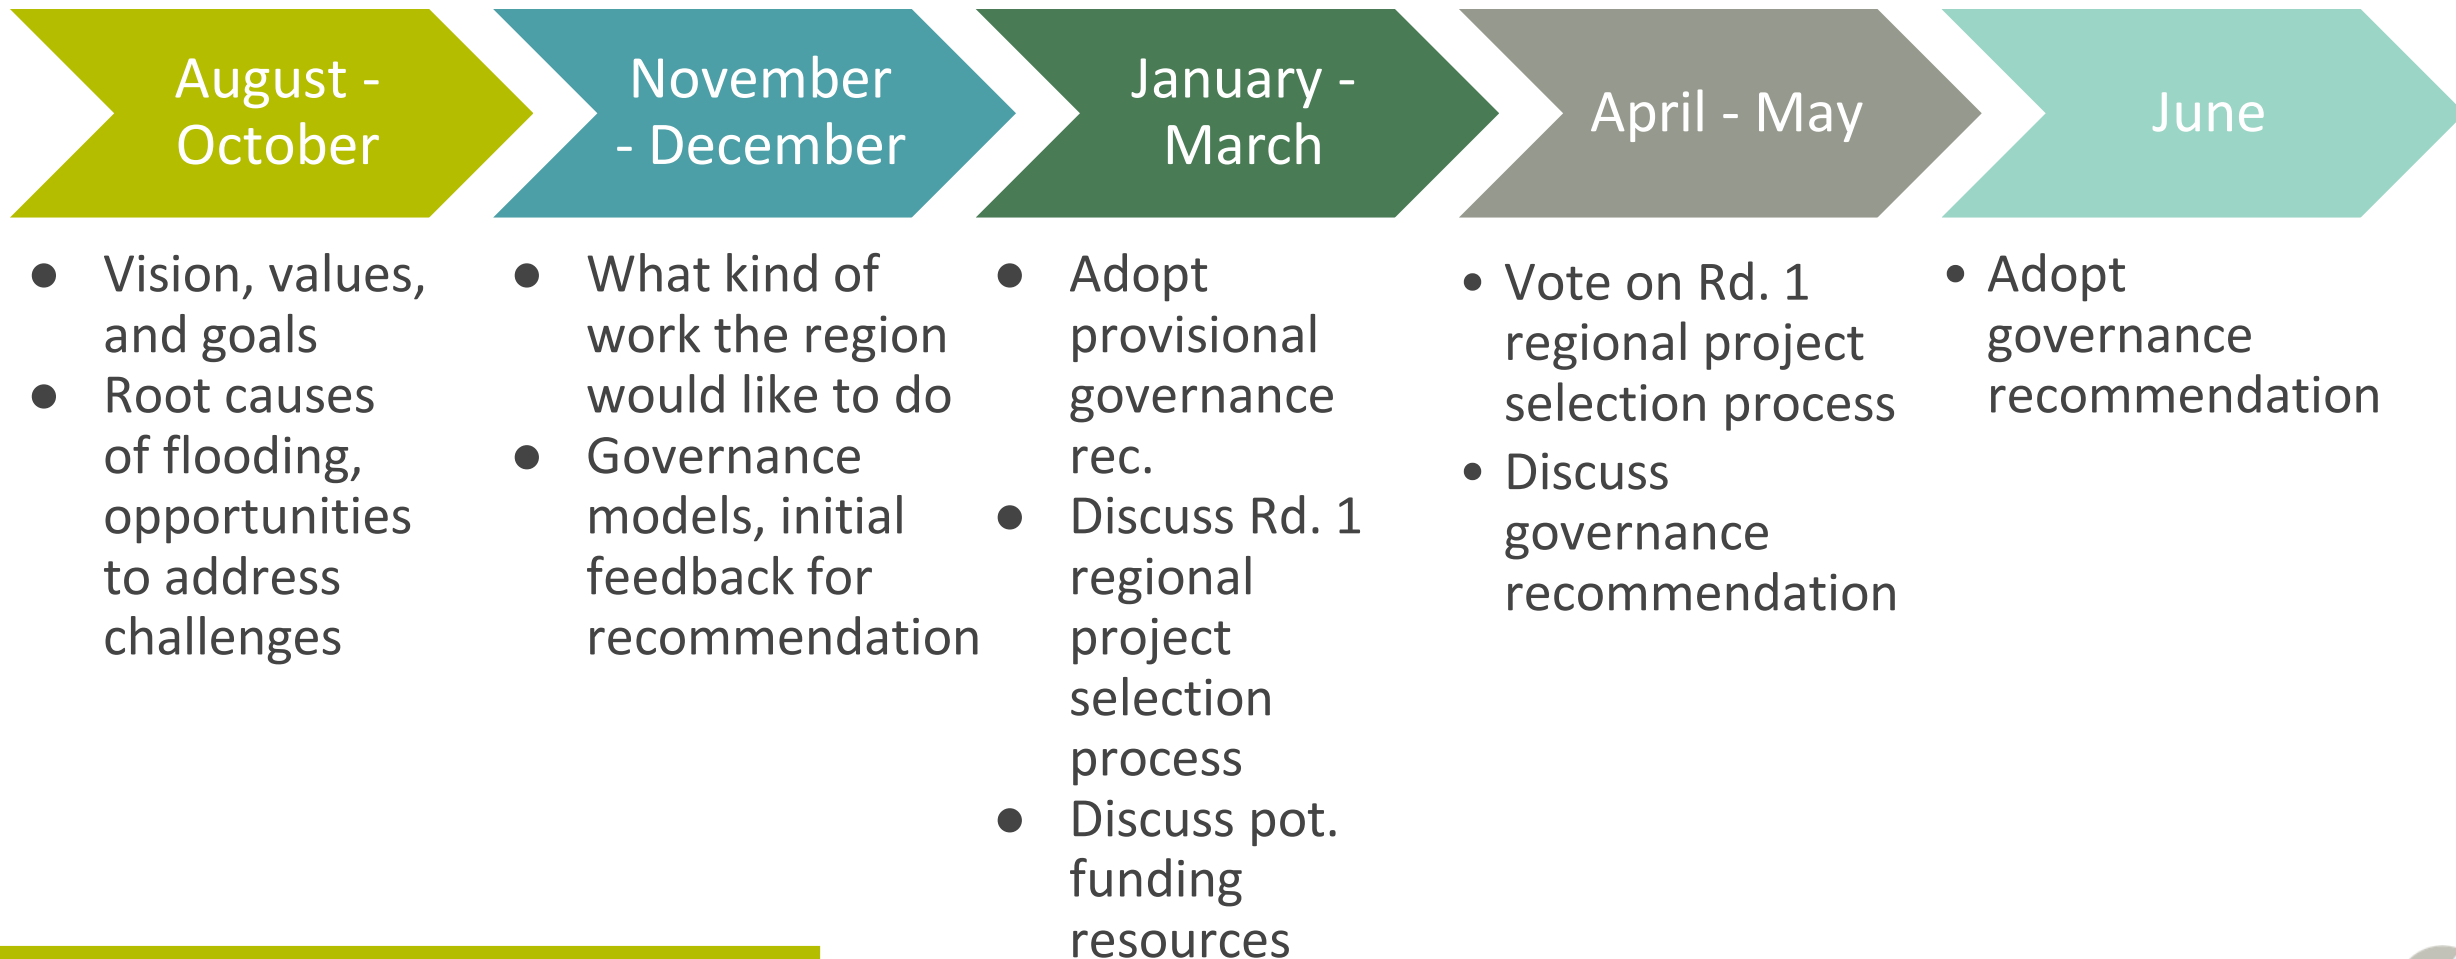 August -
October
November
- December
January -
March
April - May
June
● Vision, values,
and goals
● Root causes
of flooding,
opportunities
to address
challenges
● What kind of
work the region
would like to do
● Governance
models, initial
feedback for
recommendation
● Adopt
provisional
governance
rec.
● Discuss Rd. 1
regional
project
selection
process
● Discuss pot.
funding
resources
• Vote on Rd. 1
regional project
selection process
• Discuss
governance
recommendation
• Adopt
governance
recommendation